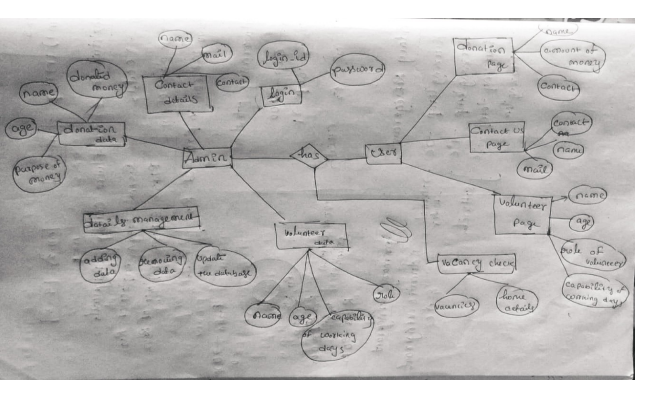 name
mail
Contact
Contact
details
login-id
password
login
donated
money
name
age
purpose of
money
donation
data
Admin
has
User
donation
page
name
amount of
money
Contact
Contact us
page
contact
name
mail
Volunteer
page
name
age
role of
volunteer
capability of
working days
details management
adding
data
removing
data
update
database
Volunteer
data
name
age
capability
of working
days
role
Vacancy check
vacancies
home
details